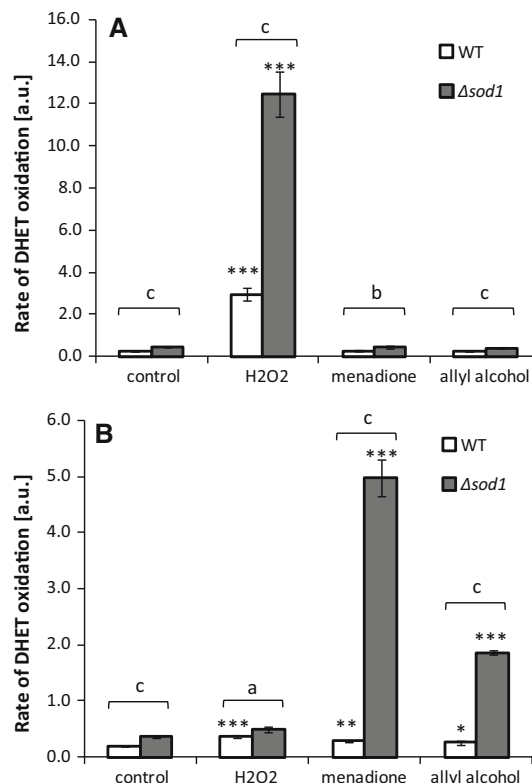 A
Rate of DHET oxidation [a.u.]
16.0
14.0
12.0
10.0
8.0
6.0
4.0
2.0
0.0
c
c
b
c
***
***
WT
Δsod1
control
H2O2
menadione
allyl alcohol
B
Rate of DHET oxidation [a.u.]
6.0
5.0
4.0
3.0
2.0
1.0
0.0
c
a
c
c
***
**
***
*
***
WT
Δsod1
control
H2O2
menadione
allyl alcohol